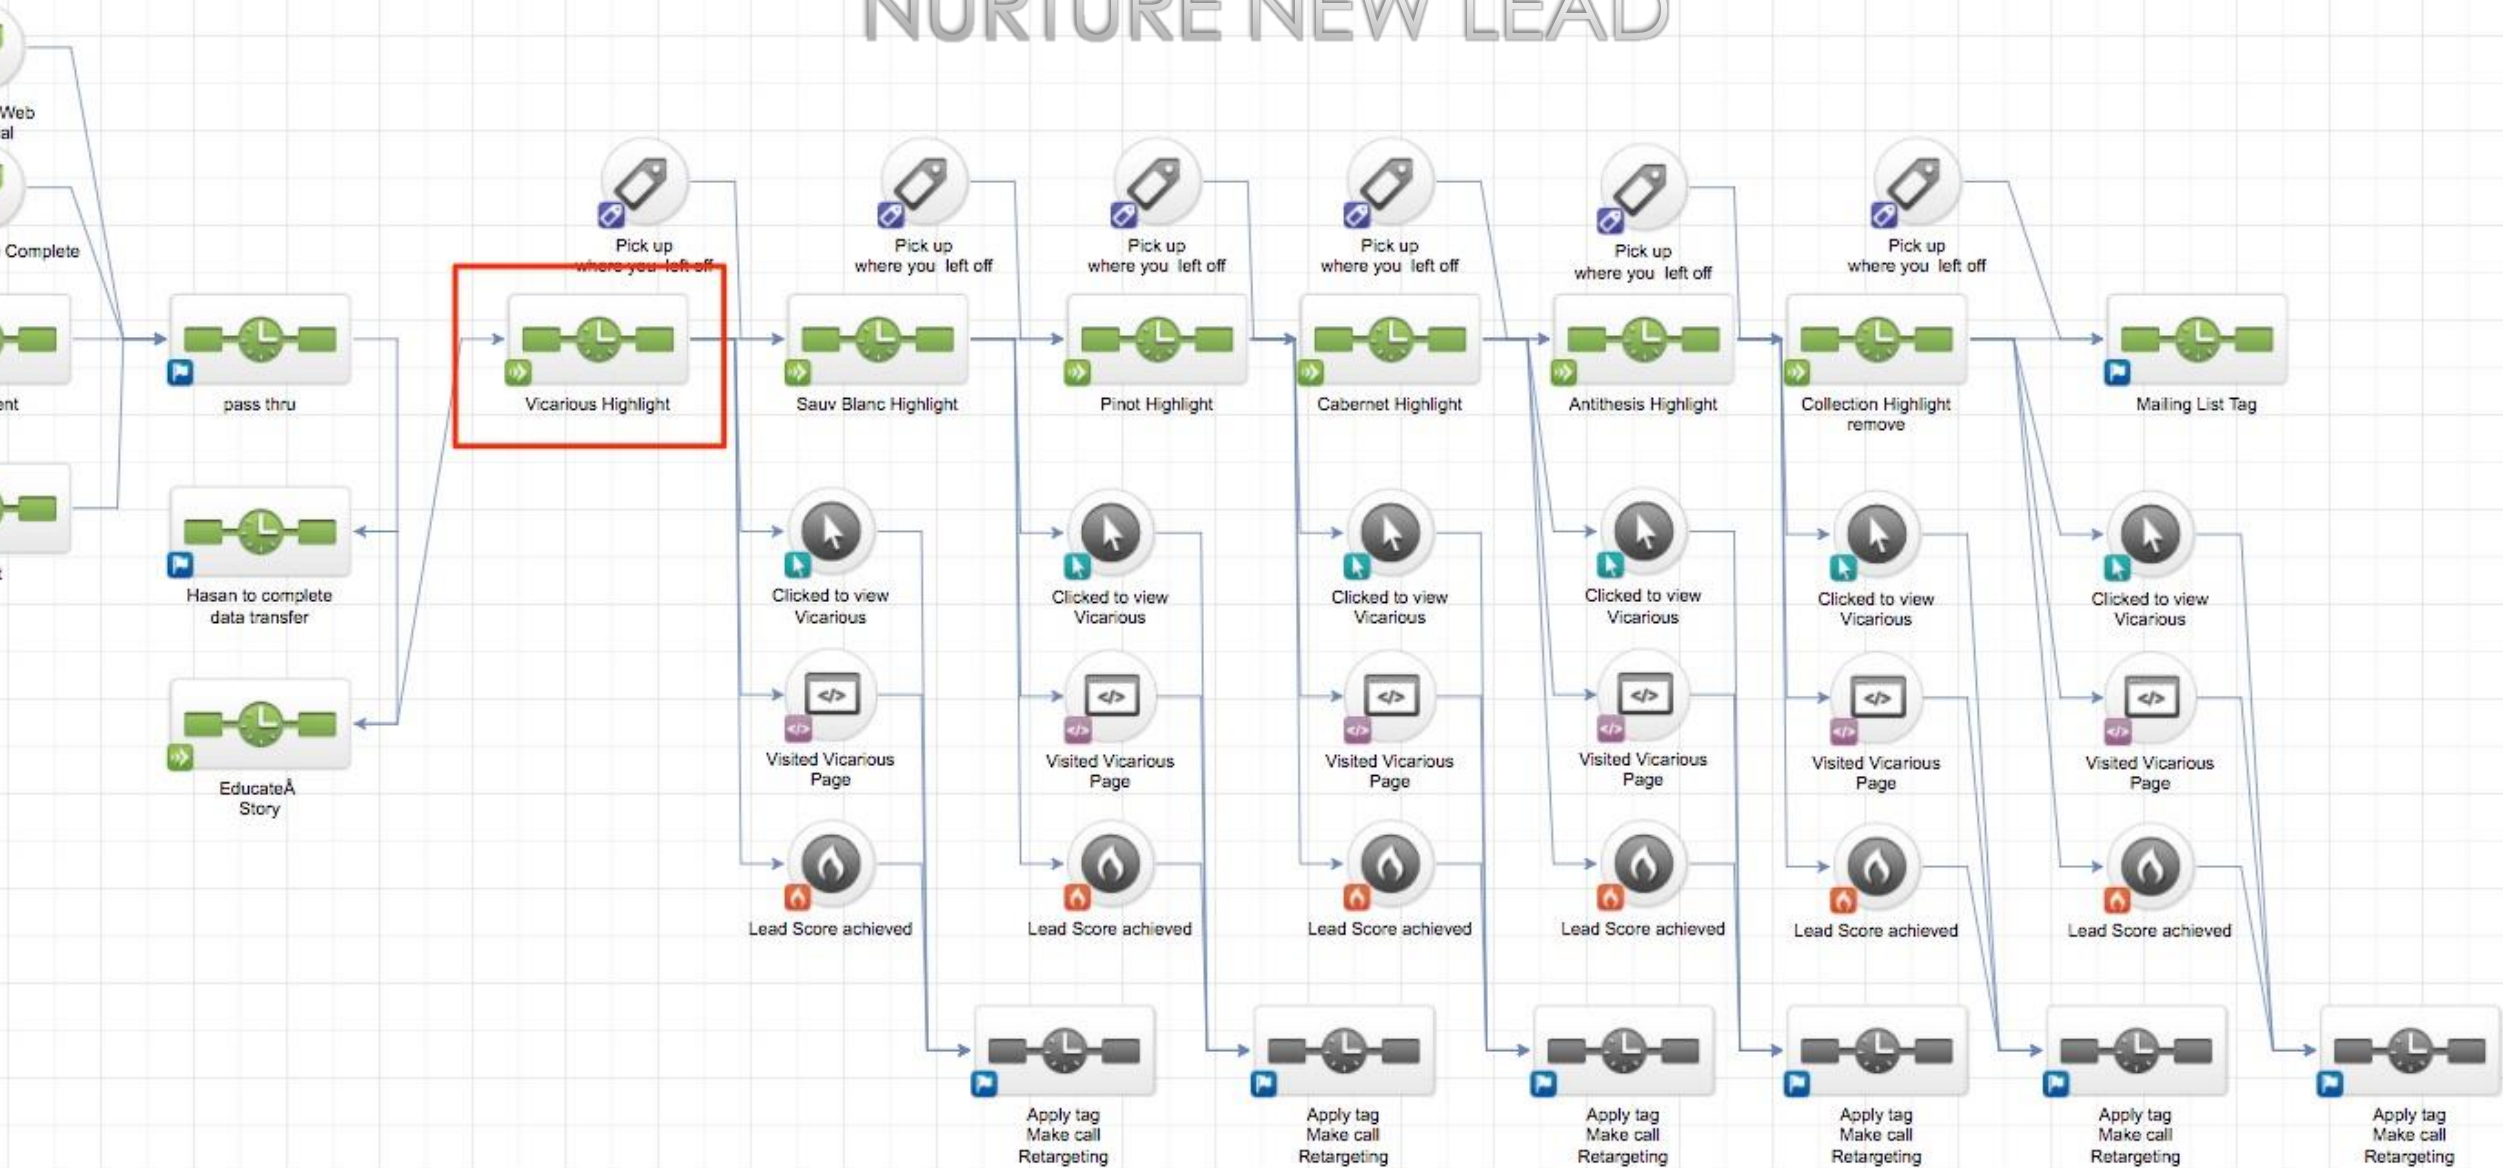 NURTURE NEW LEAD
Web
al
Complete
Pick up
where you left off
Pick up
where you left off
Pick up
where you left off
Pick up
where you left off
Pick up
where you left off
Pick up
where you left off
ent
pass thru
Vicarious Highlight
Sauv Blanc Highlight
Pinot Highlight
Cabernet Highlight
Antithesis Highlight
Collection Highlight
remove
Mailing List Tag
t
Hasan to complete
data transfer
Clicked to view
Vicarious
Clicked to view
Vicarious
Clicked to view
Vicarious
Clicked to view
Vicarious
Clicked to view
Vicarious
Clicked to view
Vicarious
EducateÂ
Story
Visited Vicarious
Page
Visited Vicarious
Page
Visited Vicarious
Page
Visited Vicarious
Page
Visited Vicarious
Page
Visited Vicarious
Page
Lead Score achieved
Lead Score achieved
Lead Score achieved
Lead Score achieved
Lead Score achieved
Lead Score achieved
Apply tag
Make call
Retargeting
Apply tag
Make call
Retargeting
Apply tag
Make call
Retargeting
Apply tag
Make call
Retargeting
Apply tag
Make call
Retargeting
Apply tag
Make call
Retargeting